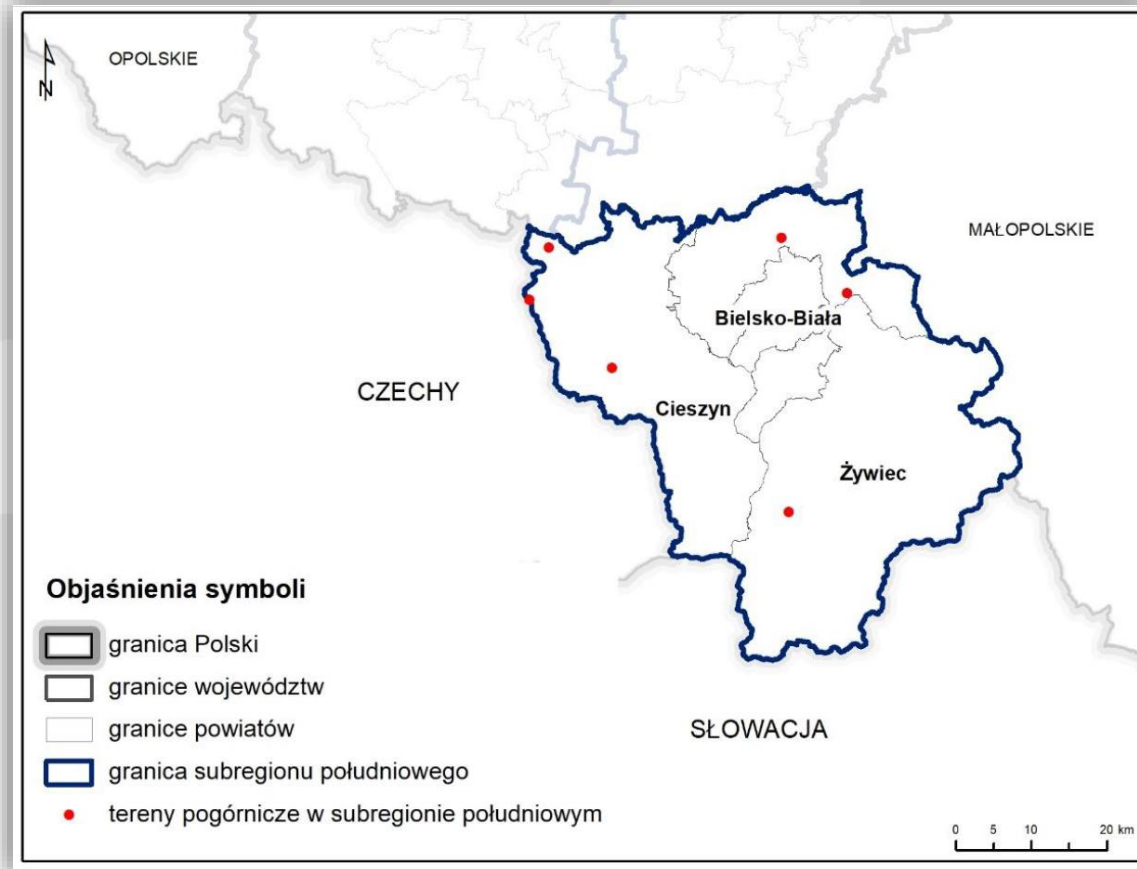 OPOLSKIE
N
MAŁOPOLSKIE
Bielsko-Biała
CZECHY
Cieszyn
Żywiec
Objaśnienia symboli
granica Polski
granice województw
granice powiatów
granica subregionu południowego
tereny pogórnicze w subregionie południowym
SŁOWACJA
0 5 10 20 km